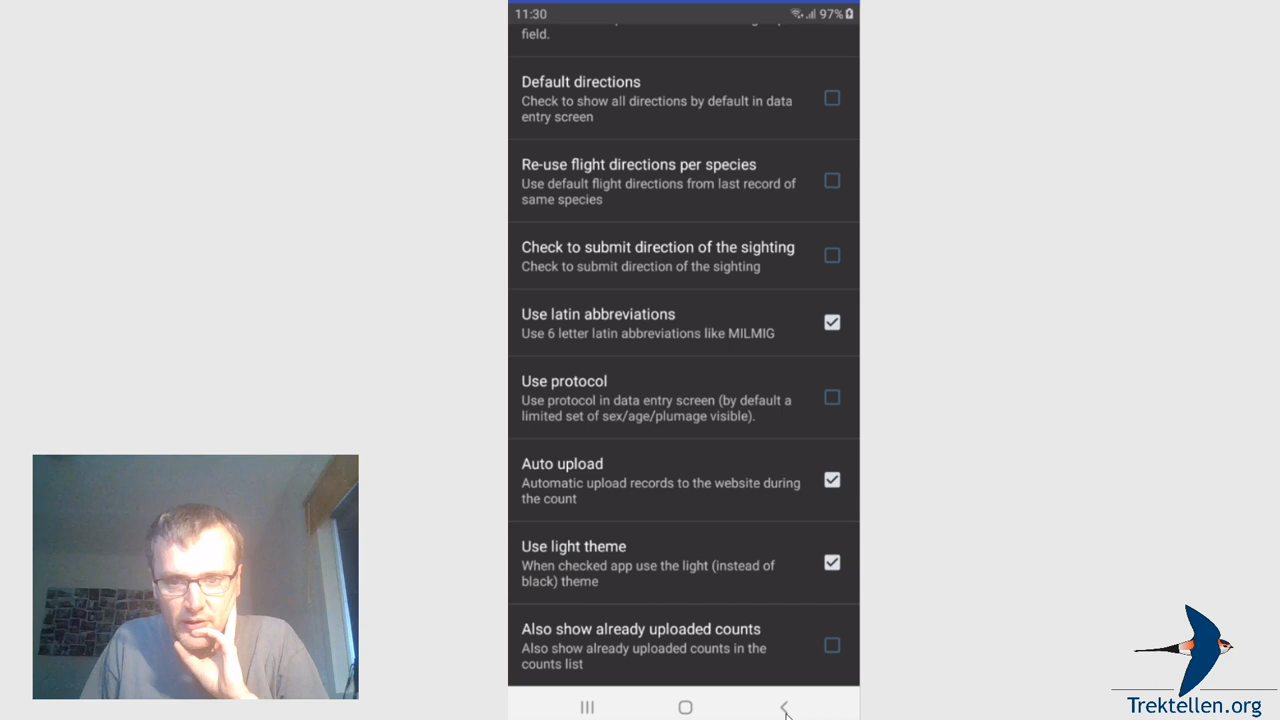 11:30
97%
field.
Default directions
Check to show all directions by default in data
entry screen
Re-use flight directions per species
Use default flight directions from last record of
same species
Check to submit direction of the sighting
Check to submit direction of the sighting
Use latin abbreviations
Use 6 letter latin abbreviations like MILMIG
Use protocol
Use protocol in data entry screen (by default a
limited set of sex/age/plumage visible).
Auto upload
Automatic upload records to the website during
the count
Use light theme
When checked app use the light (instead of
black) theme
Also show already uploaded counts
Also show already uploaded counts in the
counts list
Trektellen.org